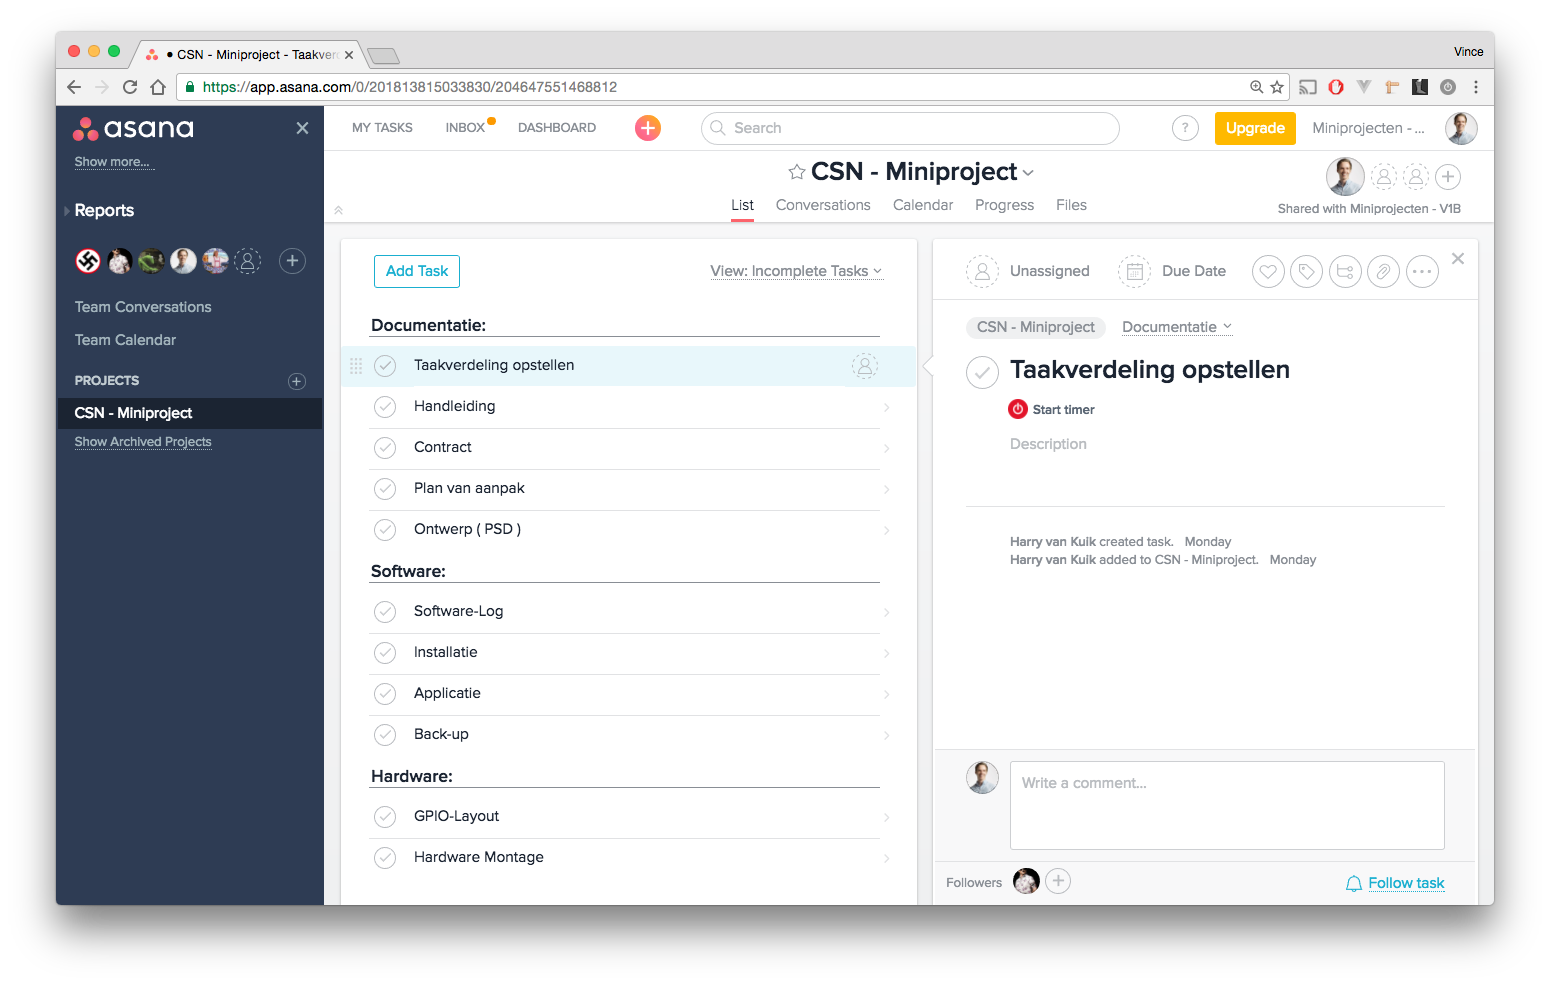 • CSN - Miniproject - Taakver
Vince
https://app.asana.com/0/201813815033830/204647551468812
asana
MY TASKS
INBOX
DASHBOARD
Search
?
Upgrade
Miniprojecten - ...
Show more...
CSN - Miniproject
Reports
List
Conversations
Calendar
Progress
Files
Shared with Miniprojecten - V1B
Team Conversations
Team Calendar
PROJECTS
CSN - Miniproject
Show Archived Projects
Add Task
View: Incomplete Tasks
Documentatie:
Taakverdeling opstellen
Handleiding
Contract
Plan van aanpak
Ontwerp ( PSD )
Software:
Software-Log
Installatie
Applicatie
Back-up
Hardware:
GPIO-Layout
Hardware Montage
Unassigned
Due Date
CSN - Miniproject
Documentatie
Taakverdeling opstellen
Start timer
Description
Harry van Kuik created task. Monday
Harry van Kuik added to CSN - Miniproject. Monday
Write a comment...
Followers
Follow task